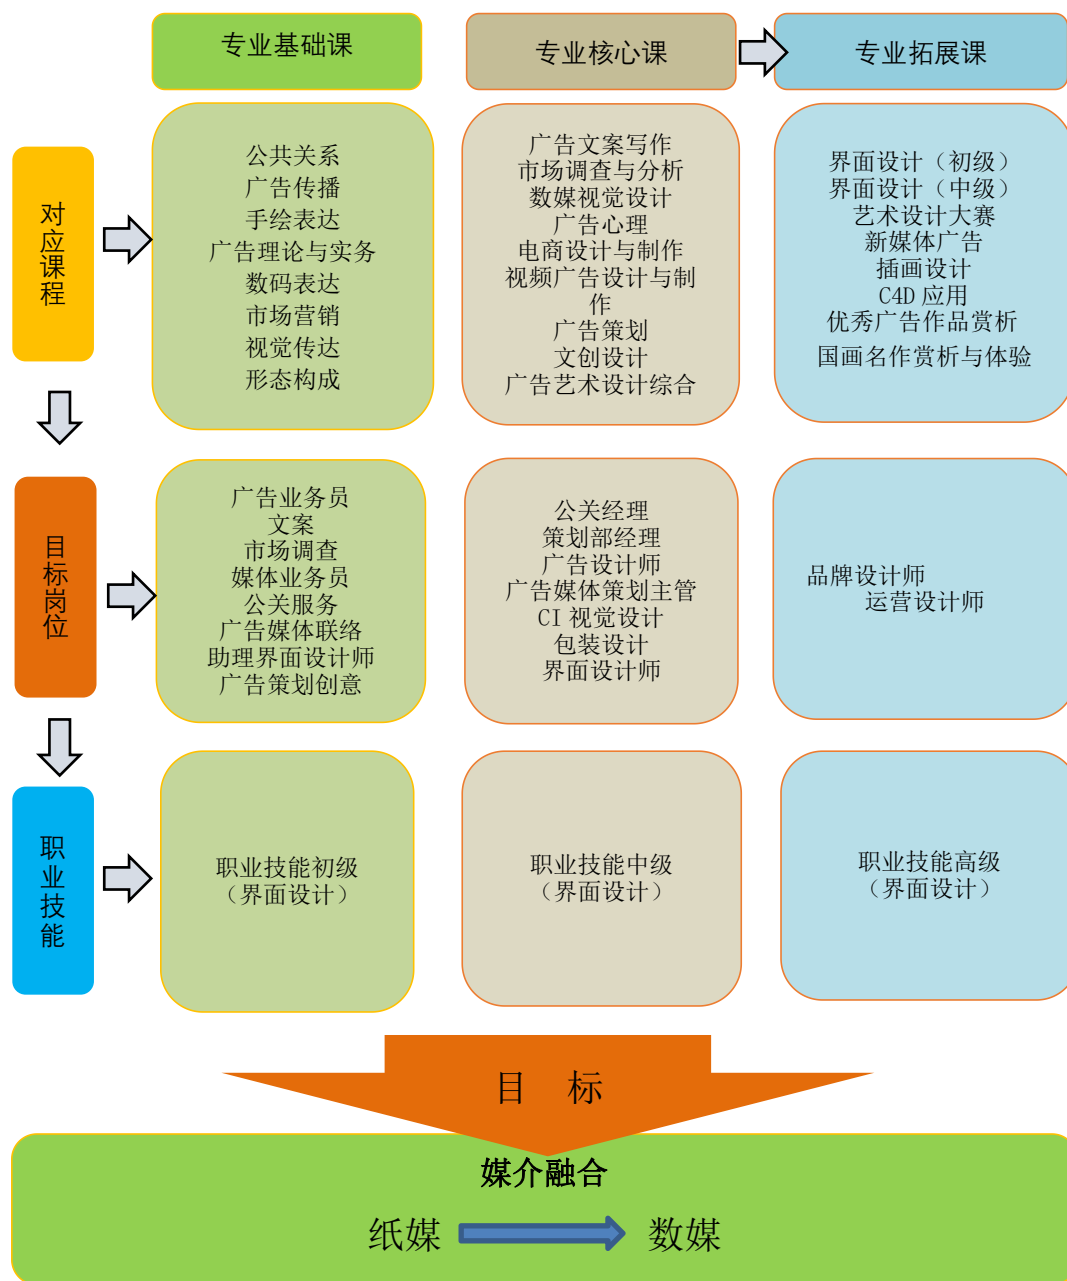 专业基础课
专业核心课
专业拓展课
对应课程
公共关系
广告传播
手绘表达
广告理论与实务
数码表达
市场营销
视觉传达
形态构成
广告文案写作
市场调查与分析
数媒视觉设计
广告心理
电商设计与制作
视频广告设计与制
作
广告策划
文创设计
广告艺术设计综合
界面设计（初级）
界面设计（中级）
艺术设计大赛
新媒体广告
插画设计
C4D 应用
优秀广告作品赏析
国画名作赏析与体验
目标岗位
广告业务员
文案
市场调查
媒体业务员
公关服务
广告媒体联络
助理界面设计师
广告策划创意
公关经理
策划部经理
广告设计师
广告媒体策划主管
CI 视觉设计
包装设计
界面设计师
品牌设计师
运营设计师
职业技能
职业技能初级
（界面设计）
职业技能中级
（界面设计）
职业技能高级
（界面设计）
目 标
媒介融合
纸媒 数媒